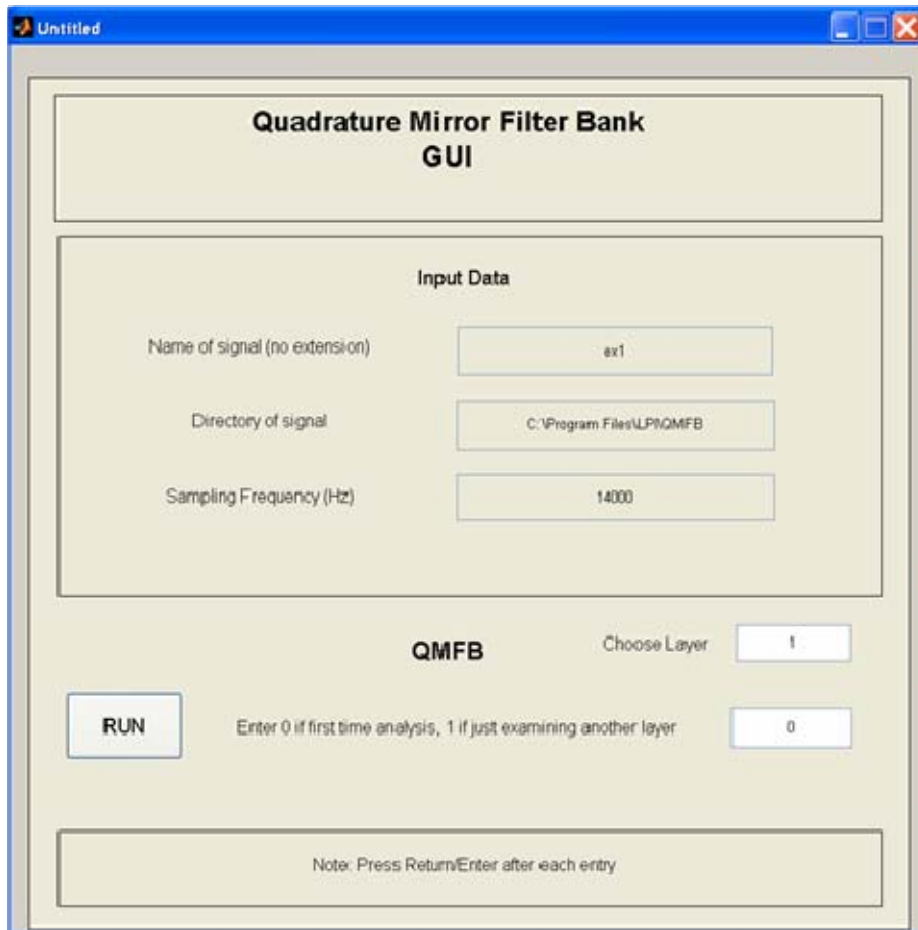 Untitled
Quadrature Mirror Filter Bank
GUI
Input Data
Name of signal (no extension)
ex1
Directory of signal
C:\Program Files\LPI\QMFB
Sampling Frequency (Hz)
14000
QMFB
Choose Layer
1
RUN
Enter 0 if first time analysis, 1 if just examining another layer
0
Note: Press Return/Enter after each entry